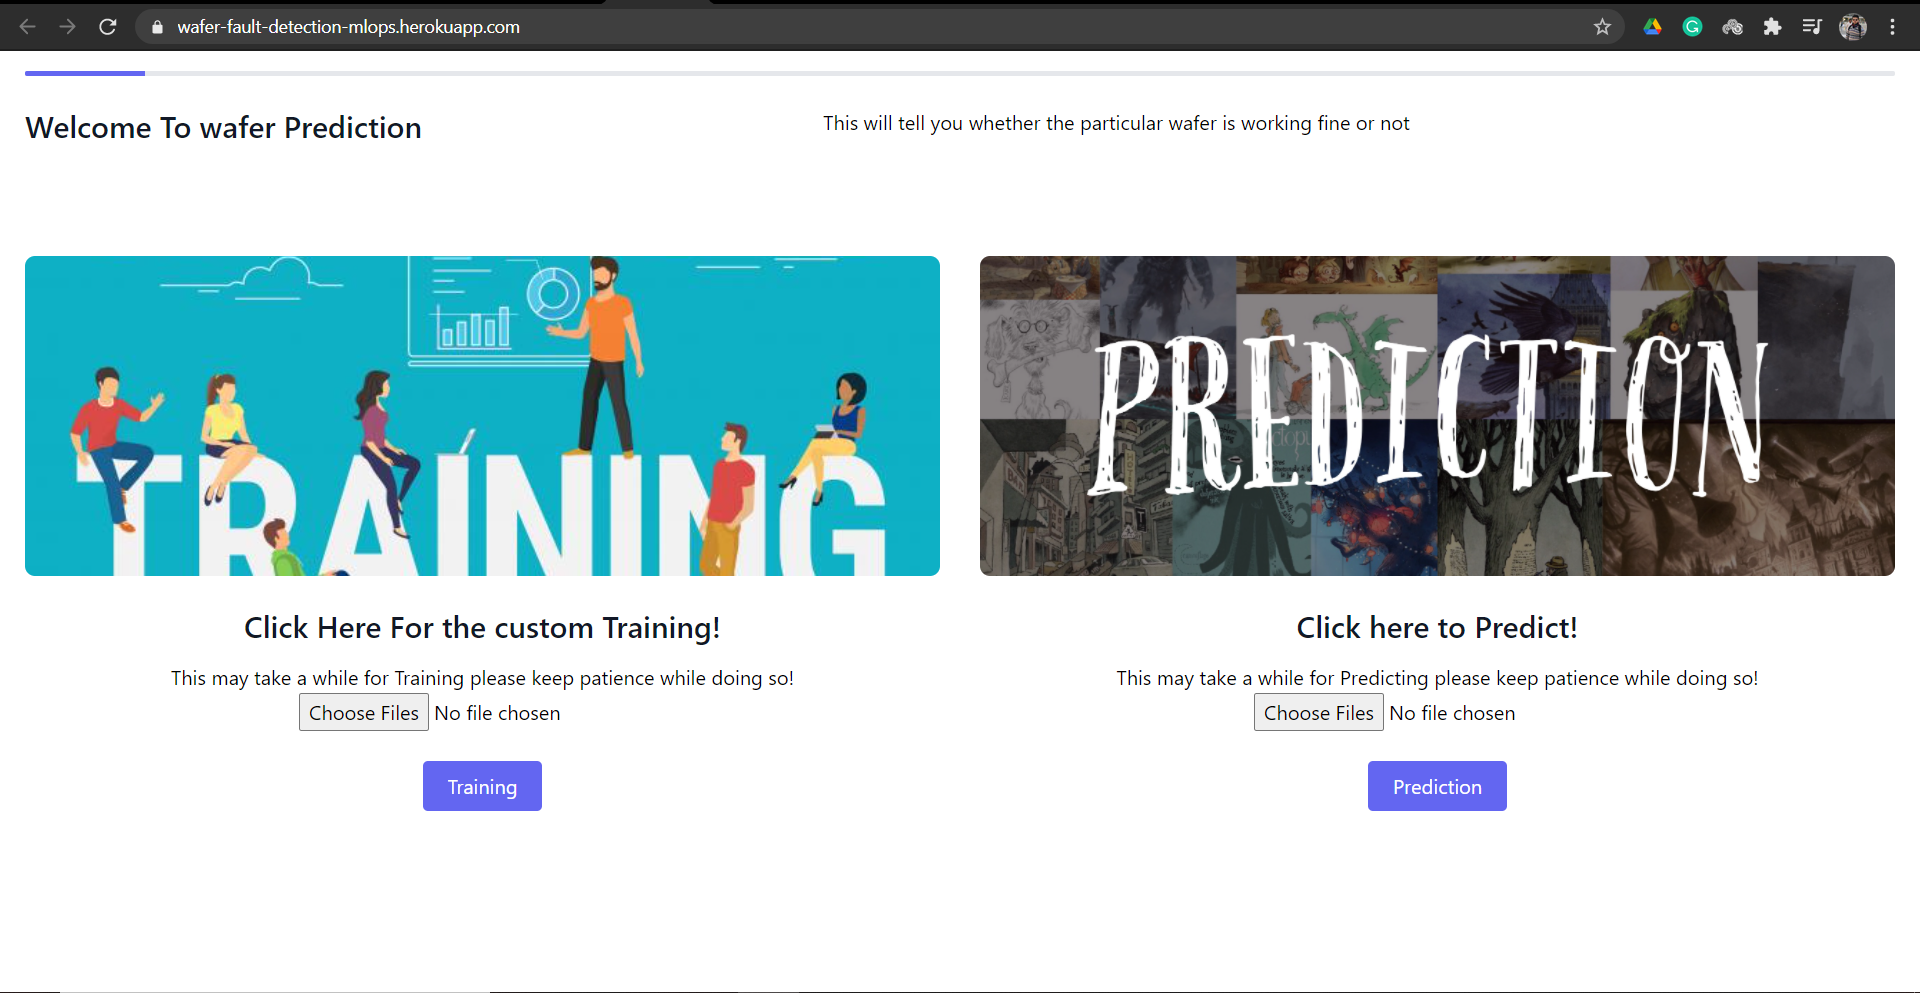 wafer-fault-detection-mlops.herokuapp.com
Welcome To wafer Prediction
This will tell you whether the particular wafer is working fine or not
TRAINING
PREDICTION
Click Here For the custom Training!
This may take a while for Training please keep patience while doing so!
Choose Files No file chosen
Training
Click here to Predict!
This may take a while for Predicting please keep patience while doing so!
Choose Files No file chosen
Prediction